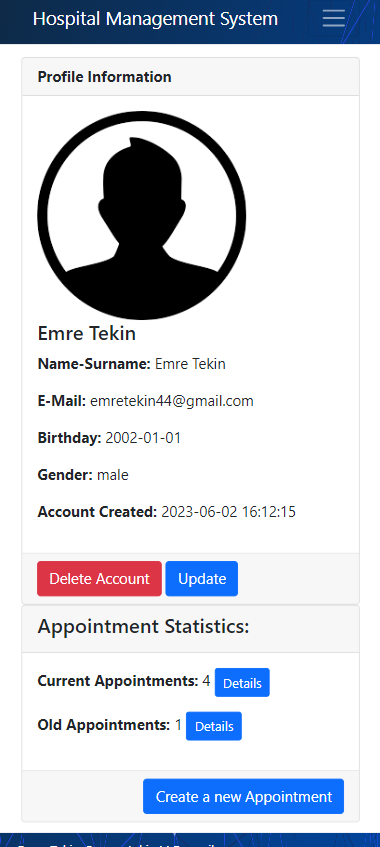 Hospital Management System
Profile Information
Emre Tekin
Name-Surname: Emre Tekin
E-Mail: emretekin44@gmail.com
Birthday: 2002-01-01
Gender: male
Account Created: 2023-06-02 16:12:15
Delete Account Update
Appointment Statistics:
Current Appointments: 4 Details
Old Appointments: 1 Details
Create a new Appointment